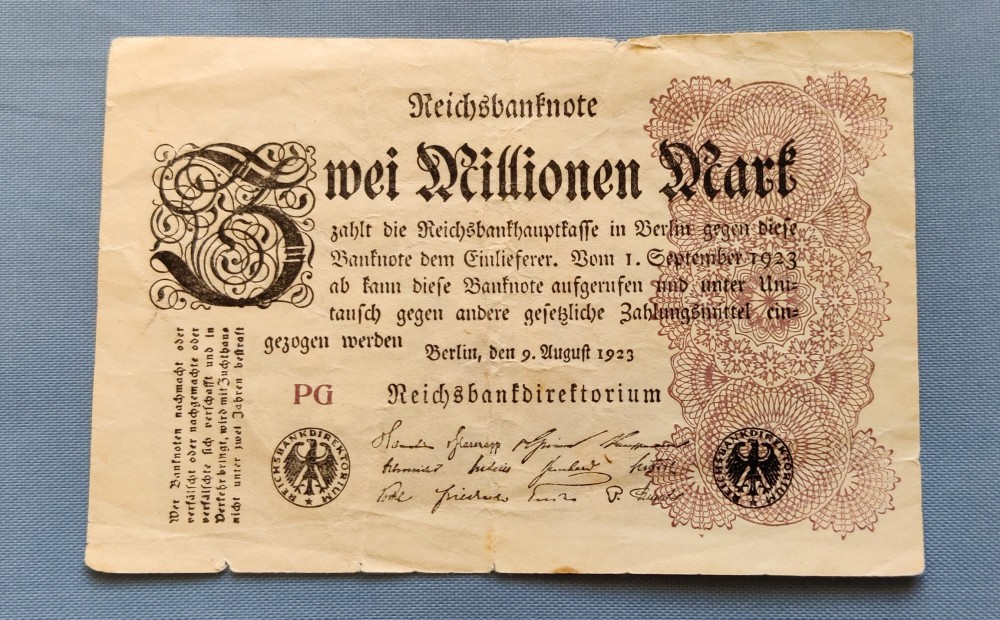 Reichsbanknote
Zwei Millionen Mark
zahlt die Reichsbankhauptkasse in Berlin gegen diese
Banknote dem Einlieferer. Vom 1. September 1923
ab kann diese Banknote aufgerufen und unter Um=
tausch gegen andere gesetzliche Zahlungsmittel ein=
gezogen werden
Berlin, den 9. August 1923
PG
Reichsbankdirektorium
Wer Banknoten nachmacht oder
verfälscht oder nachgemachte oder
verfälschte sich verschafft und in
Verkehr bringt, wird mit Zuchthaus
nicht unter zwei Jahren bestraft
REICHSBANKDIREKTORIUM
REICHSBANKDIREKTORIUM